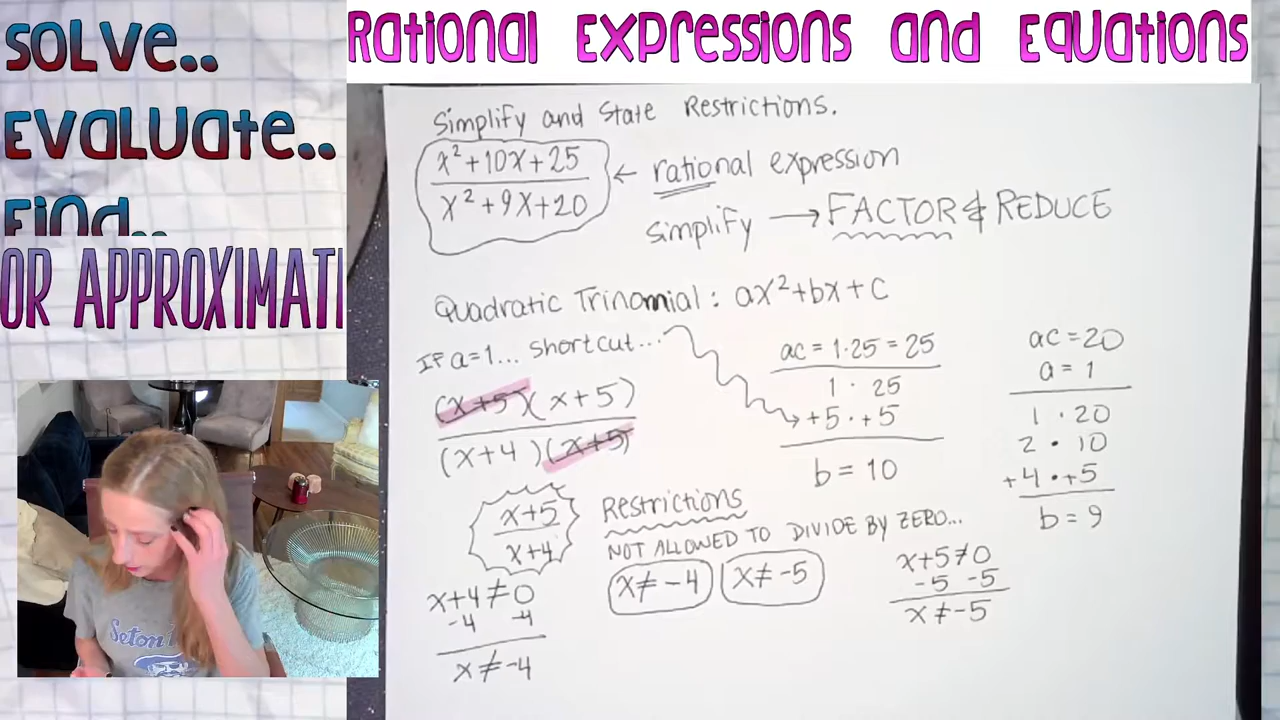 SOLVE..
EVALUATE..
FIND..
OR APPROXIMATI
Rational Expressions and Equations
Simplify and State Restrictions.
x²+10x+25
x²+9x+20
← rational expression
simplify → FACTOR & REDUCE
Quadratic Trinomial: ax²+bx+c
IF a=1... shortcut...
(x+5)(x+5)
(x+4)(x+5)
ac = 1·25 = 25
1 · 25
+5 · +5
b = 10
ac = 20
a = 1
1 · 20
2 · 10
+4 · +5
b = 9
x+5
x+4
Restrictions
NOT ALLOWED TO DIVIDE BY ZERO...
x≠-4 x≠-5
x+4≠0
-4 -4
x≠-4
x+5≠0
-5 -5
x≠-5
Seton